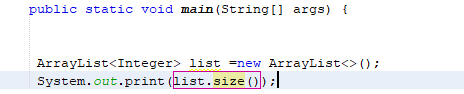 public static void main(String[] args) {
ArrayList<Integer> list =new ArrayList<>();
System.out.print(list.size());